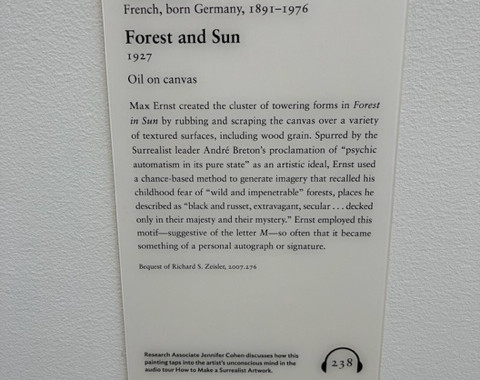 French, born Germany, 1891–1976
Forest and Sun
1927
Oil on canvas
Max Ernst created the cluster of towering forms in Forest
in Sun by rubbing and scraping the canvas over a variety
of textured surfaces, including wood grain. Spurred by the
Surrealist leader André Breton's proclamation of "psychic
automatism in its pure state" as an artistic ideal, Ernst used
a chance-based method to generate imagery that recalled his
childhood fear of "wild and impenetrable" forests, places he
described as "black and russet, extravagant, secular . . . decked
only in their majesty and their mystery." Ernst employed this
motif—suggestive of the letter M—so often that it became
something of a personal autograph or signature.
Bequest of Richard S. Zeisler, 2007.276
Research Associate Jennifer Cohen discusses how this
painting taps into the artist's unconscious mind in the
audio tour How to Make a Surrealist Artwork.
238